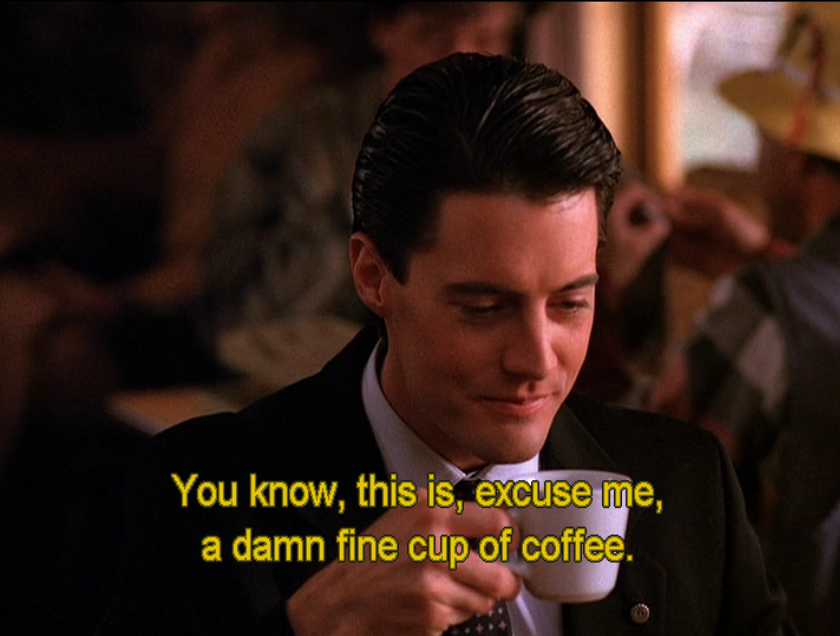 You know, this is, excuse me,
a damn fine cup of coffee.